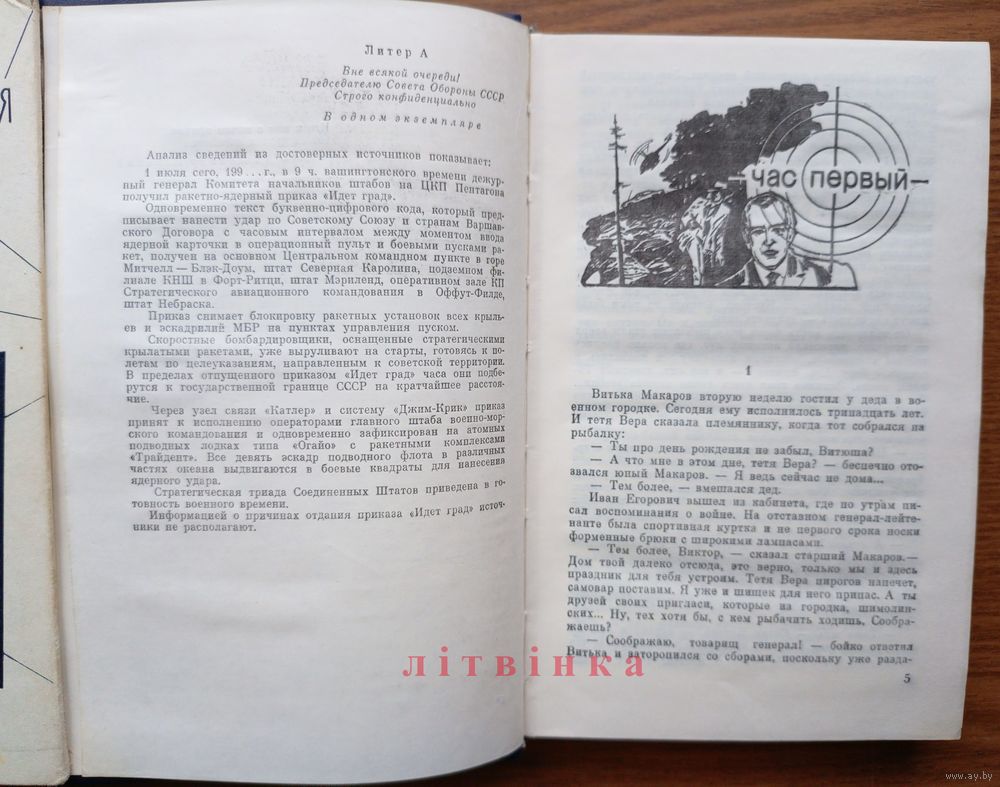 Я
Литер А
Вне всякой очереди!
Председателю Совета Обороны СССР
Строго конфиденциально
В одном экземпляре
Анализ сведений из достоверных источников показывает:
1 июля сего, 199...г., в 9 ч. вашингтонского времени дежур-
ный генерал Комитета начальников штабов на ЦКП Пентагона
получил ракетно-ядерный приказ «Идет град».
Одновременно текст буквенно-цифрового кода, который пред-
писывает нанести удар по Советскому Союзу и странам Варшав-
ского Договора с часовым интервалом между моментом ввода
ядерной карточки в операционный пульт и боевыми пусками ра-
кет, получен на основном Центральном командном пункте в горе
Митчелл — Блэк-Доум, штат Северная Каролина, подземном фи-
лиале КНШ в Форт-Ритци, штат Мэриленд, оперативном зале КП
Стратегического авиационного командования в Оффут-Филде,
штат Небраска.
Приказ снимает блокировку ракетных установок всех крыль-
ев и эскадрилий МБР на пунктах управления пуском.
Скоростные бомбардировщики, оснащенные стратегическими
крылатыми ракетами, уже выруливают на старты, готовясь к по-
летам по целеуказаниям, направленным к советской территории.
В пределах отпущенного приказом «Идет град» часа они подбе-
рутся к государственной границе СССР на кратчайшее расстоя-
ние.
Через узел связи «Катлер» и систему «Джим-Крик» приказ
принят к исполнению операторами главного штаба военно-мор-
ского командования и одновременно зафиксирован на атомных
подводных лодках типа «Огайо» с ракетными комплексами
«Трайдент». Все девять эскадр подводного флота в различных
частях океана выдвигаются в боевые квадраты для нанесения
ядерного удара.
Стратегическая триада Соединенных Штатов приведена в го-
товность военного времени.
Информацией о причинах отдания приказа «Идет град» источ-
ники не располагают.
час первый
1
Витька Макаров вторую неделю гостил у деда в во-
енном городке. Сегодня ему исполнилось тринадцать лет.
И тетя Вера сказала племяннику, когда тот собрался на
рыбалку:
— Ты про день рождения не забыл, Витюша?
— А что мне в этом дне, тетя Вера? — беспечно ото-
звался юный Макаров. — Я ведь сейчас не дома...
— Тем более, — вмешался дед.
Иван Егорович вышел из кабинета, где по утрам пи-
сал воспоминания о войне. На отставном генерал-лейте-
нанте была спортивная куртка и не первого срока носки
форменные брюки с широкими лампасами.
— Тем более, Виктор, — сказал старший Макаров.—
Дом твой далеко отсюда, это верно, только мы и здесь
праздник для тебя устроим. Тетя Вера пирогов напечет,
самовар поставим. Я уже и шишек для него припас. А ты
друзей своих пригласи, которые из городка, шимолин-
ских... Ну, тех хотя бы, с кем рыбачить ходишь. Сообра-
жаешь?
— Соображаю, товарищ генерал! — бойко ответил
Витька и заторопился со сборами, поскольку уже разда-
5
літвінка
www.ay.by